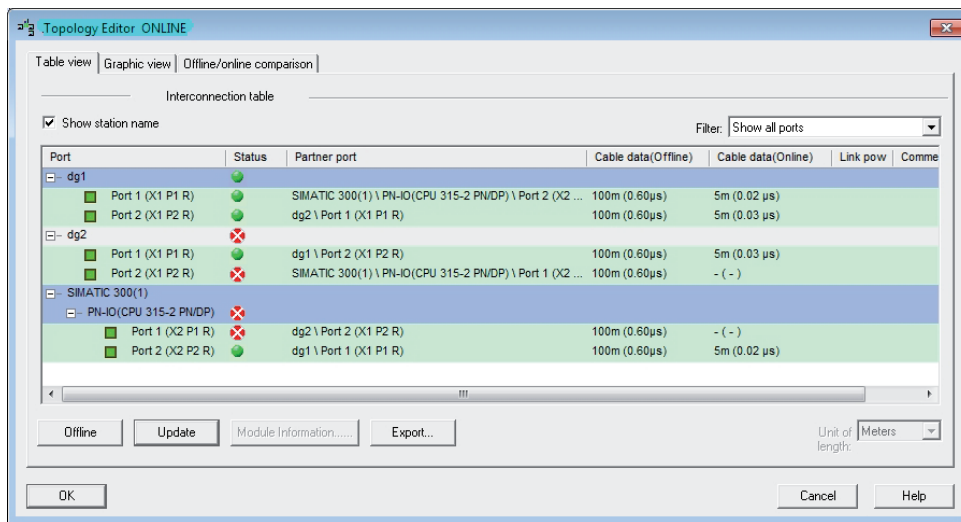 Topology Editor ONLINE
Table view Graphic view Offline/online comparison
Interconnection table
Show station name
Filter: Show all ports
Port Status Partner port Cable data(Offline) Cable data(Online) Link pow Comme
dg1
Port 1 (X1 P1 R) SIMATIC 300(1) \ PN-IO(CPU 315-2 PN/DP) \ Port 2 (X2 ... 100m (0.60µs) 5m (0.02 µs)
Port 2 (X1 P2 R) dg2 \ Port 1 (X1 P1 R) 100m (0.60µs) 5m (0.03 µs)
dg2
Port 1 (X1 P1 R) dg1 \ Port 2 (X1 P2 R) 100m (0.60µs) 5m (0.03 µs)
Port 2 (X1 P2 R) SIMATIC 300(1) \ PN-IO(CPU 315-2 PN/DP) \ Port 1 (X2 ... 100m (0.60µs) - ( - )
SIMATIC 300(1)
PN-IO(CPU 315-2 PN/DP)
Port 1 (X2 P1 R) dg2 \ Port 2 (X1 P2 R) 100m (0.60µs) - ( - )
Port 2 (X2 P2 R) dg1 \ Port 1 (X1 P1 R) 100m (0.60µs) 5m (0.02 µs)
Offline Update Module Information...... Export... Unit of length: Meters
OK Cancel Help